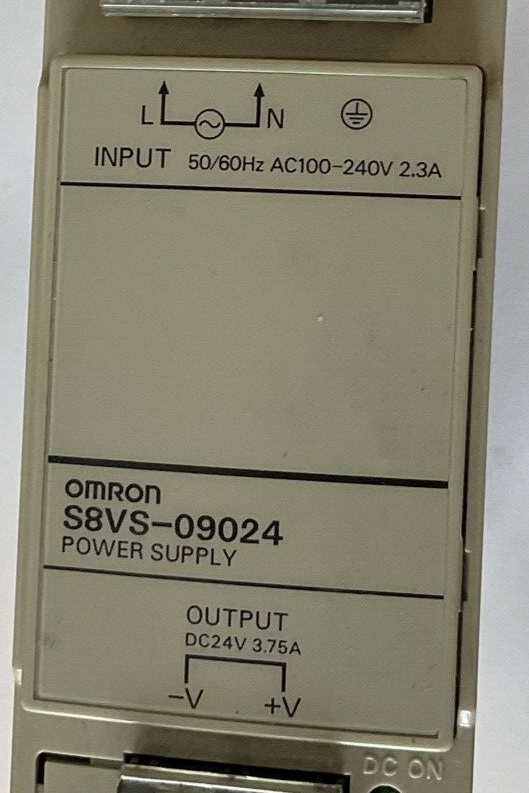 L N
INPUT 50/60Hz AC100-240V 2.3A
omron
S8VS-09024
POWER SUPPLY
OUTPUT
DC24V 3.75A
-V +V
DC ON